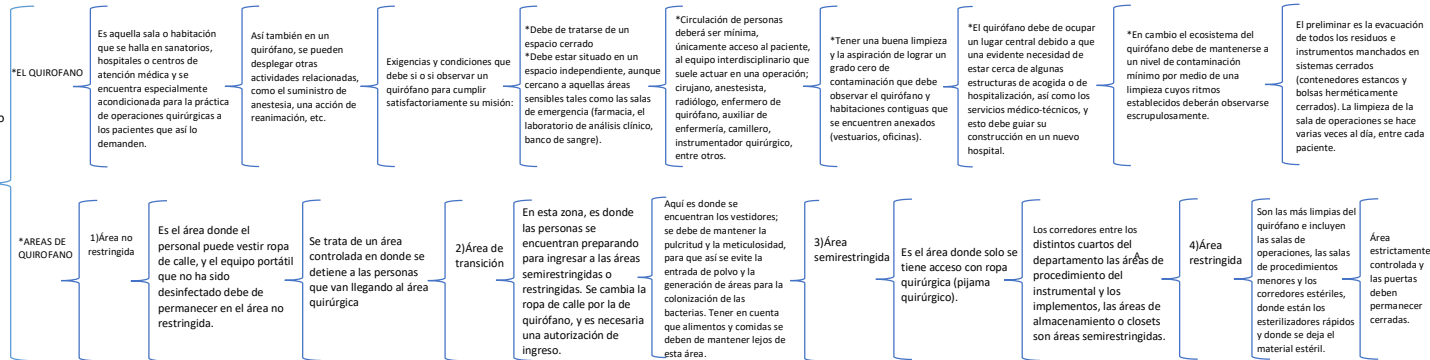 o
*EL QUIROFANO
Es aquella sala o habitación
que se halla en sanatorios,
hospitales o centros de
atención médica y se
encuentra especialmente
acondicionada para la práctica
de operaciones quirúrgicas a
los pacientes que así lo
demanden.
Así también en un
quirófano, se pueden
desplegar otras
actividades relacionadas,
como el suministro de
anestesia, una acción de
reanimación, etc.
Exigencias y condiciones que
debe si o si observar un
quirófano para cumplir
satisfactoriamente su misión:
*Debe de tratarse de un
espacio cerrado
*Debe estar situado en un
espacio independiente, aunque
cercano a aquellas áreas
sensibles tales como las salas
de emergencia (farmacia, el
laboratorio de análisis clínico,
banco de sangre).
*Circulación de personas
deberá ser mínima,
únicamente acceso al paciente,
al equipo interdisciplinario que
suele actuar en una operación;
cirujano, anestesista,
radiólogo, enfermero de
quirófano, auxiliar de
enfermería, camillero,
instrumentador quirúrgico,
entre otros.
*Tener una buena limpieza
y la aspiración de lograr un
grado cero de
contaminación que debe
observar el quirófano y
habitaciones contiguas que
se encuentren anexados
(vestuarios, oficinas).
*El quirófano debe de ocupar
un lugar central debido a que
una evidente necesidad de
estar cerca de algunas
estructuras de acogida o de
hospitalización, así como los
servicios médico-técnicos, y
esto debe guiar su
construcción en un nuevo
hospital.
*En cambio el ecosistema del
quirófano debe de mantenerse a
un nivel de contaminación
mínimo por medio de una
limpieza cuyos ritmos
establecidos deberán observarse
escrupulosamente.
El preliminar es la evacuación
de todos los residuos e
instrumentos manchados en
sistemas cerrados
(contenedores estancos y
bolsas herméticamente
cerrados). La limpieza de la
sala de operaciones se hace
varias veces al día, entre cada
paciente.
*AREAS DE
QUIROFANO
1)Área no
restringida
Es el área donde el
personal puede vestir ropa
de calle, y el equipo portátil
que no ha sido
desinfectado debe de
permanecer en el área no
restringida.
Se trata de un área
controlada en donde se
detiene a las personas
que van llegando al área
quirúrgica
2)Área de
transición
En esta zona, es donde
las personas se
encuentran preparando
para ingresar a las áreas
semirestringidas o
restringidas. Se cambia la
ropa de calle por la de
quirófano, y es necesaria
una autorización de
ingreso.
Aquí es donde se
encuentran los vestidores;
se debe de mantener la
pulcritud y la meticulosidad,
para que así se evite la
entrada de polvo y la
generación de áreas para la
colonización de las
bacterias. Tener en cuenta
que alimentos y comidas se
deben de mantener lejos de
esta área.
3)Área
semirestringida
Es el área donde solo se
tiene acceso con ropa
quirúrgica (pijama
quirúrgico).
Los corredores entre los
distintos cuartos del
departamento las áreas de
procedimiento del
instrumental y los
implementos, las áreas de
almacenamiento o closets
son áreas semirestringidas.
4)Área
restringida
Son las más limpias del
quirófano e incluyen
las salas de
operaciones, las salas
de procedimientos
menores y los
corredores estériles,
donde están los
esterilizadores rápidos
y donde se deja el
material estéril.
Área
estrictamente
controlada y
las puertas
deben
permanecer
cerradas.